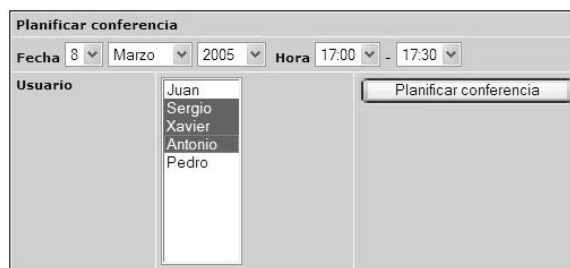 Planificar conferencia
Fecha 8 Marzo 2005 Hora 17:00 - 17:30
Usuario
Juan
Sergio
Xavier
Antonio
Pedro
Planificar conferencia